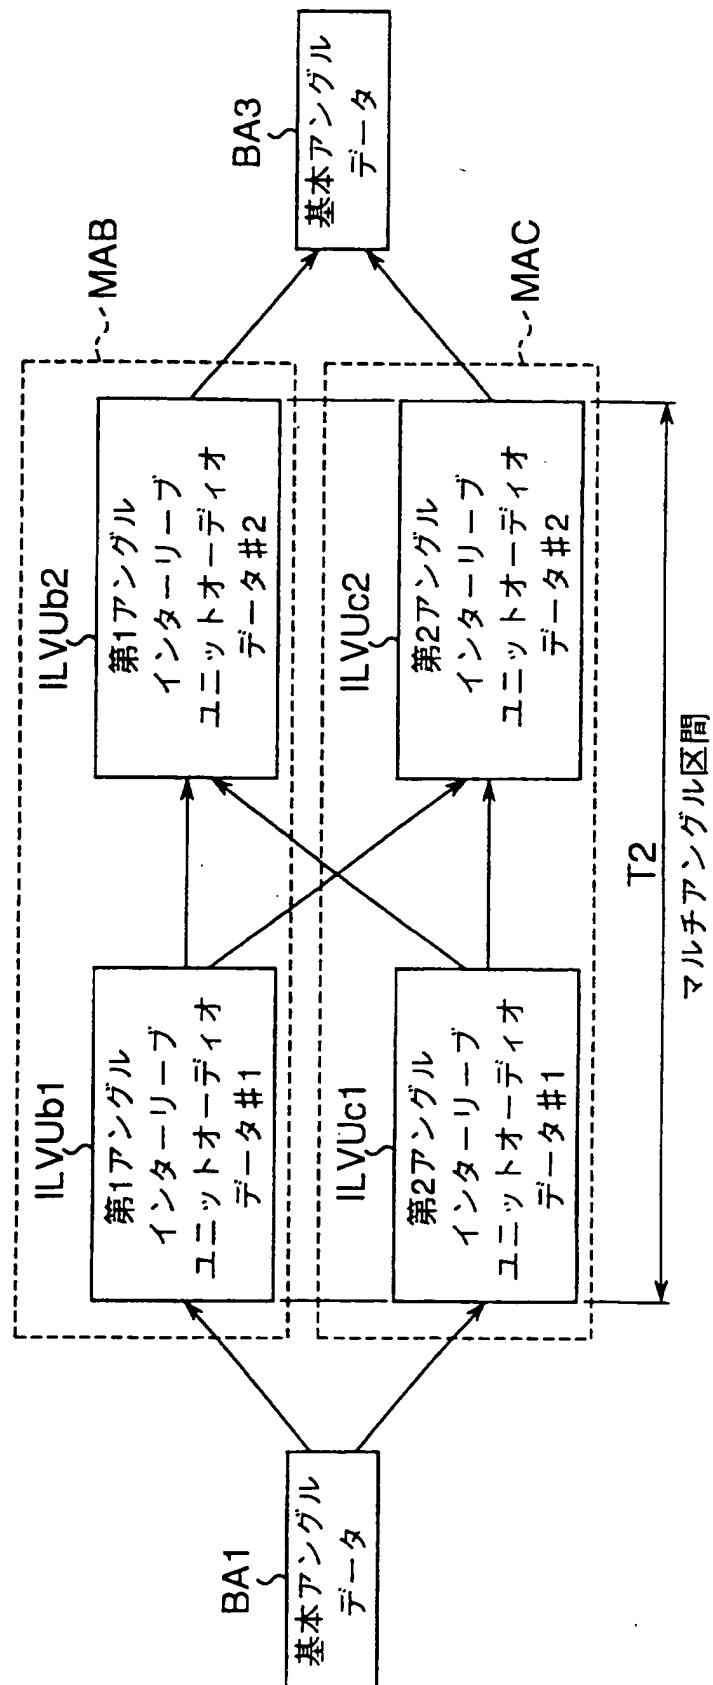 BA1
基本アングル
データ
MAB
ILVUb1
第1アングル
インターリーブ
ユニットオーディオ
データ#1
ILVUb2
第1アングル
インターリーブ
ユニットオーディオ
データ#2
MAC
ILVUc1
第2アングル
インターリーブ
ユニットオーディオ
データ#1
ILVUc2
第2アングル
インターリーブ
ユニットオーディオ
データ#2
BA3
基本アングル
データ
T2
マルチアングル区間